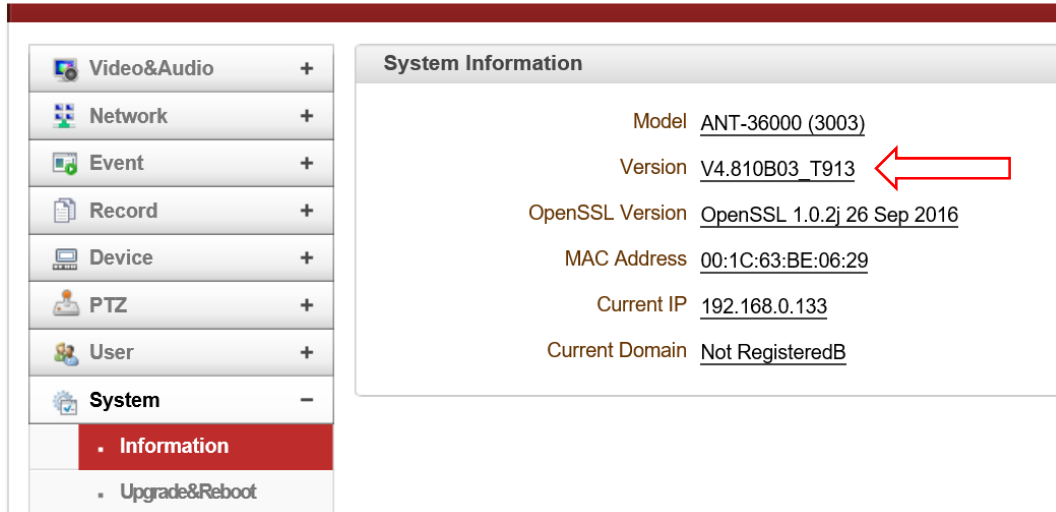 Video&Audio +
Network +
Event +
Record +
Device +
PTZ +
User +
System −
Information
Upgrade&Reboot
System Information
Model ANT-36000 (3003)
Version V4.810B03_T913
OpenSSL Version OpenSSL 1.0.2j 26 Sep 2016
MAC Address 00:1C:63:BE:06:29
Current IP 192.168.0.133
Current Domain Not RegisteredB